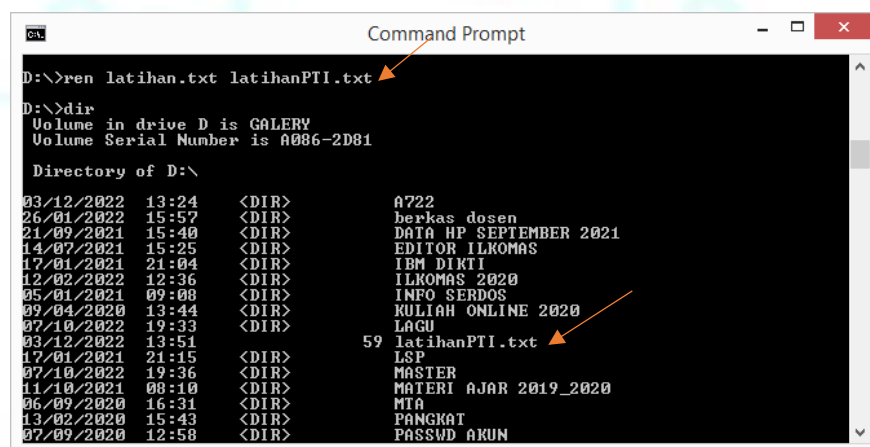 Command Prompt
D:\>ren latihan.txt latihanPTI.txt
D:\>dir
Volume in drive D is GALERY
Volume Serial Number is A086-2D81
Directory of D:\
03/12/2022 13:24 <DIR> A722
26/01/2022 15:57 <DIR> berkas dosen
21/09/2021 15:40 <DIR> DATA HP SEPTEMBER 2021
14/07/2021 15:25 <DIR> EDITOR ILKOMAS
17/01/2021 21:04 <DIR> IBM DIKTI
12/02/2022 12:36 <DIR> ILKOMAS 2020
05/01/2021 09:08 <DIR> INFO SERDOS
09/04/2020 13:44 <DIR> KULIAH ONLINE 2020
07/10/2022 19:33 <DIR> LAGU
03/12/2022 13:51 59 latihanPTI.txt
17/01/2021 21:15 <DIR> LSP
07/10/2022 19:36 <DIR> MASTER
11/10/2021 08:10 <DIR> MATERI AJAR 2019_2020
06/09/2020 16:31 <DIR> MTA
13/02/2020 15:43 <DIR> PANGKAT
07/09/2020 12:58 <DIR> PASSWD AKUN